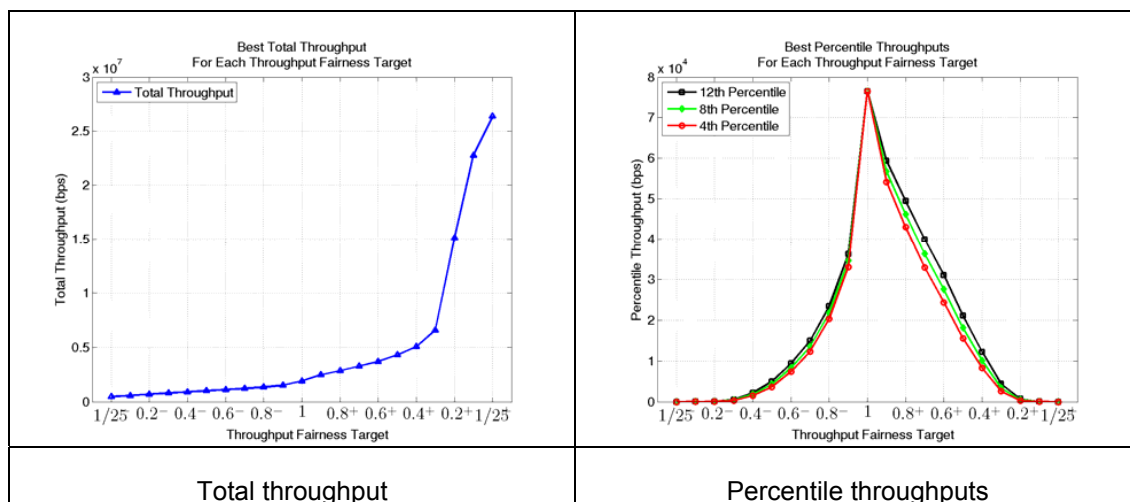 Best Total Throughput
For Each Throughput Fairness Target
x 10^7
3
2.5
2
1.5
1
0.5
0
Total Throughput (bps)
Total Throughput
1/25 0.2⁻ 0.4⁻ 0.6⁻ 0.8⁻ 1 0.8⁺ 0.6⁺ 0.4⁺ 0.2⁺ 1/25
Throughput Fairness Target
Best Percentile Throughputs
For Each Throughput Fairness Target
x 10^4
8
7
6
5
4
3
2
1
0
Percentile Throughput (bps)
12th Percentile
8th Percentile
4th Percentile
1/25 0.2⁻ 0.4⁻ 0.6⁻ 0.8⁻ 1 0.8⁺ 0.6⁺ 0.4⁺ 0.2⁺ 1/25
Throughput Fairness Target
Total throughput
Percentile throughputs